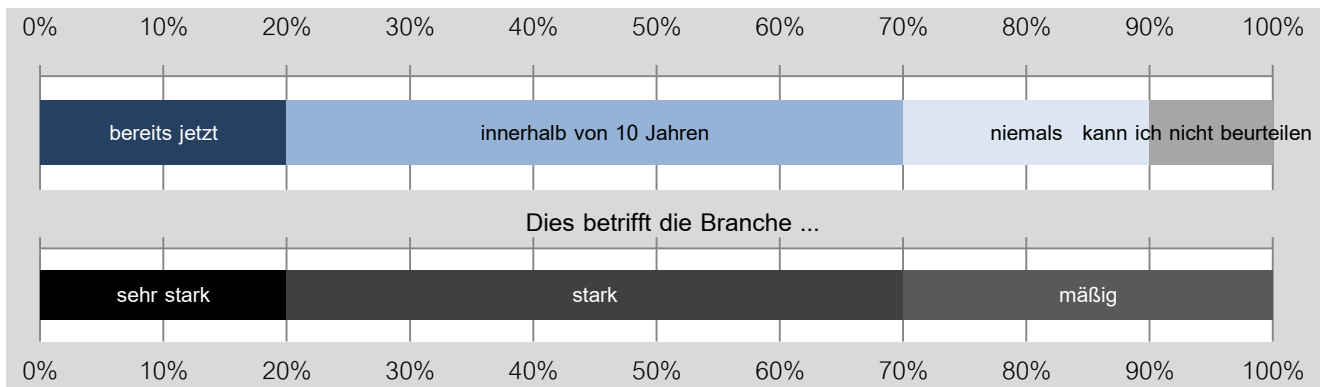 0% 10% 20% 30% 40% 50% 60% 70% 80% 90% 100%
bereits jetzt innerhalb von 10 Jahren niemals kann ich nicht beurteilen
Dies betrifft die Branche ...
sehr stark stark mäßig
0% 10% 20% 30% 40% 50% 60% 70% 80% 90% 100%